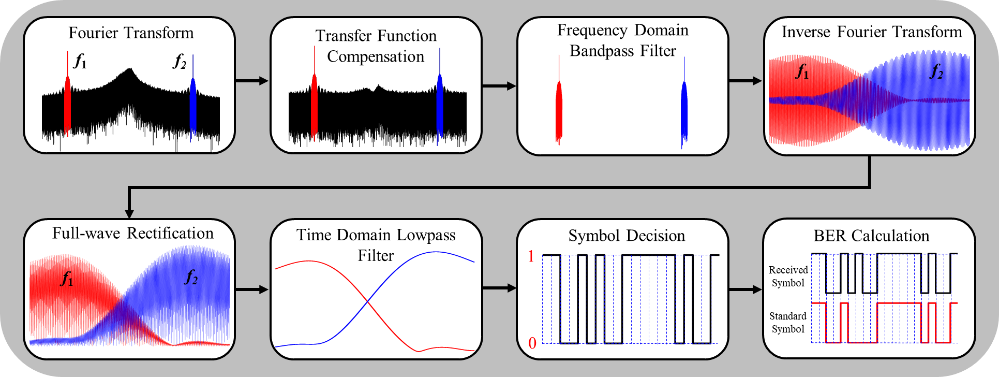 Fourier Transform
f1
f2
Transfer Function
Compensation
Frequency Domain
Bandpass Filter
Inverse Fourier Transform
f1
f2
Full-wave Rectification
f1
f2
Time Domain Lowpass
Filter
Symbol Decision
1
0
BER Calculation
Received
Symbol
Standard
Symbol